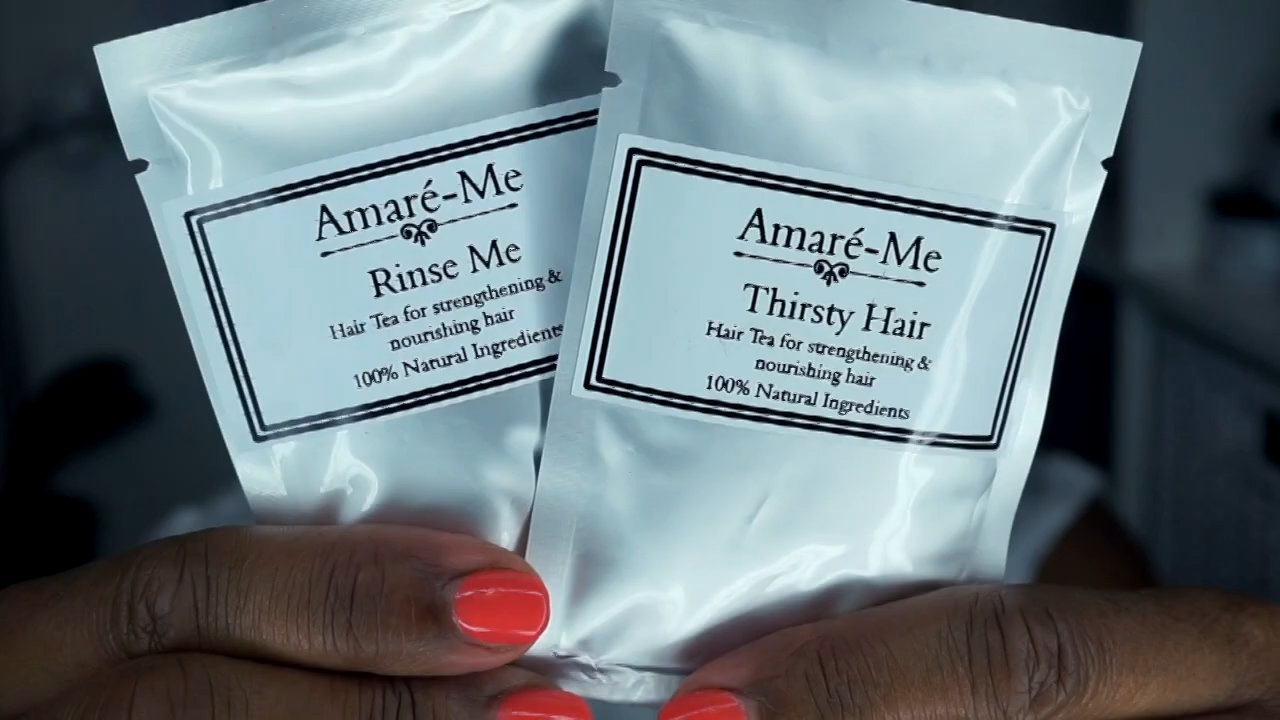 Amaré-Me
Rinse Me
Hair Tea for strengthening &
nourishing hair
100% Natural Ingredients
Amaré-Me
Thirsty Hair
Hair Tea for strengthening &
nourishing hair
100% Natural Ingredients